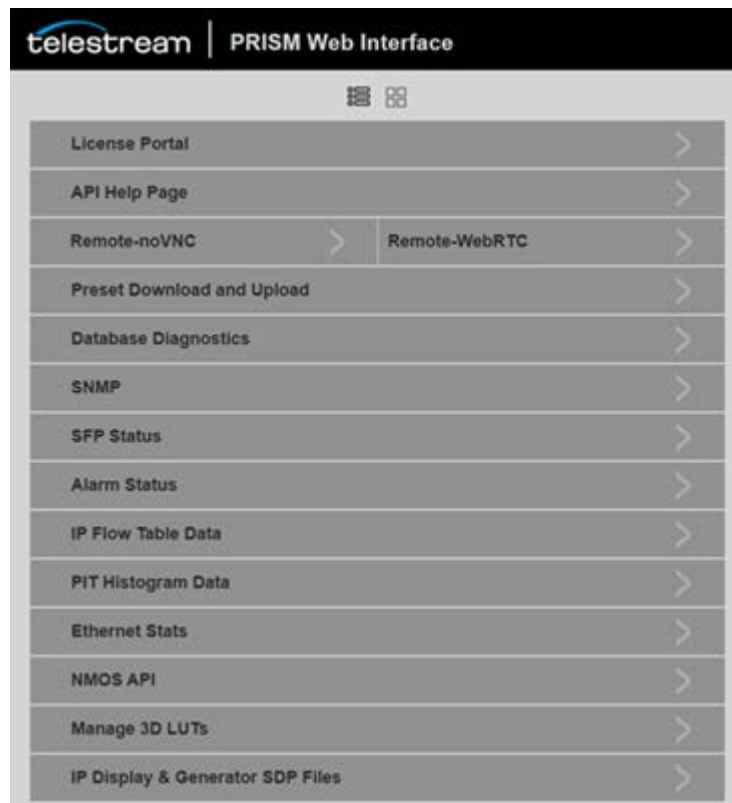 telestream | PRISM Web Interface
License Portal
API Help Page
Remote-noVNC Remote-WebRTC
Preset Download and Upload
Database Diagnostics
SNMP
SFP Status
Alarm Status
IP Flow Table Data
PIT Histogram Data
Ethernet Stats
NMOS API
Manage 3D LUTs
IP Display & Generator SDP Files